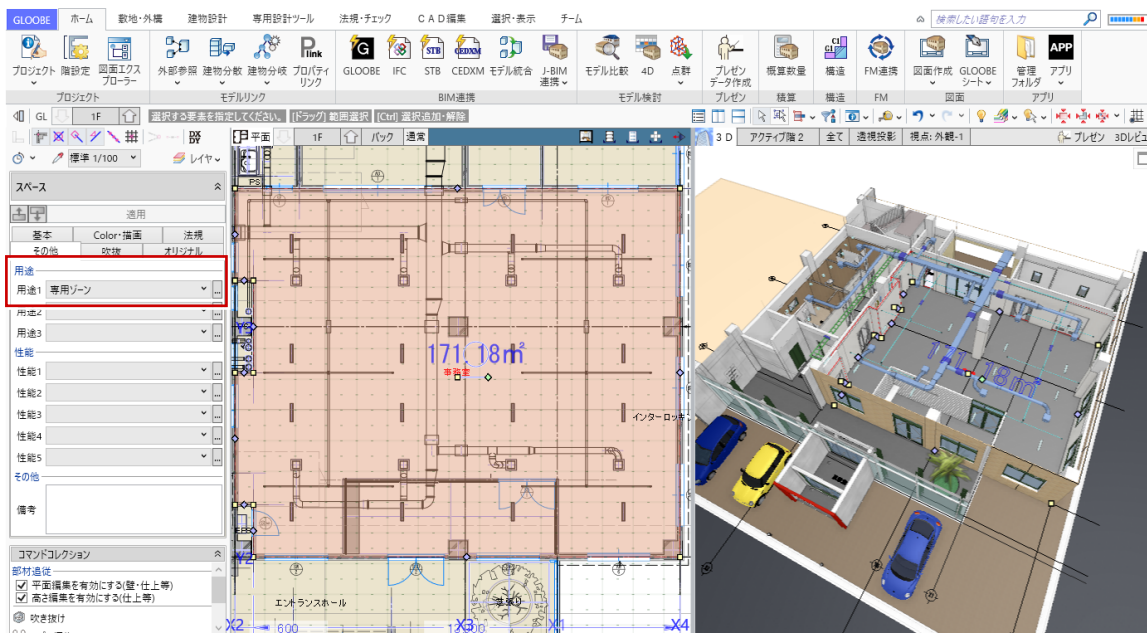 GLOOBE ホーム 敷地・外構 建物設計 専用設計ツール 法規・チェック CAD編集 選択・表示 チーム 検索したい語句を入力
プロジェクト 階設定 図面エクスプローラー 外部参照 建物分散 建物分岐 プロパティリンク GLOOBE IFC STB CEDXM モデル統合 J-BIM連携 モデル比較 4D 点群 プレゼンデータ作成 概算数量 構造 FM連携 図面作成 GLOOBEシート 管理フォルダ アプリ
プロジェクト モデルリンク BIM連携 モデル検討 プレゼン 積算 構造 FM 図面 アプリ
GL 1F 選択する要素を指定してください。 [ドラッグ] 範囲選択 [Ctrl] 選択追加・解除
平面 1F バック 通常 3D アクティブ階2 全て 透視投影 視点:外観-1 プレゼン 3Dレビュ
標準 1/100 レイヤ
スペース
適用
基本 Color・描画 法規
その他 吹抜 オリジナル
用途
用途1 専用ゾーン
用途2
用途3
性能
性能1
性能2
性能3
性能4
性能5
その他
備考
コマンドコレクション
部材追従
平面編集を有効にする(壁・仕上等)
高さ編集を有効にする(仕上等)
吹き抜け
PS
Y3
171.18㎡
事務室
インターロッキ
EPS
Y2
エントランスホール
芝張り
X2 600 X3 X1 X4
171.18㎡